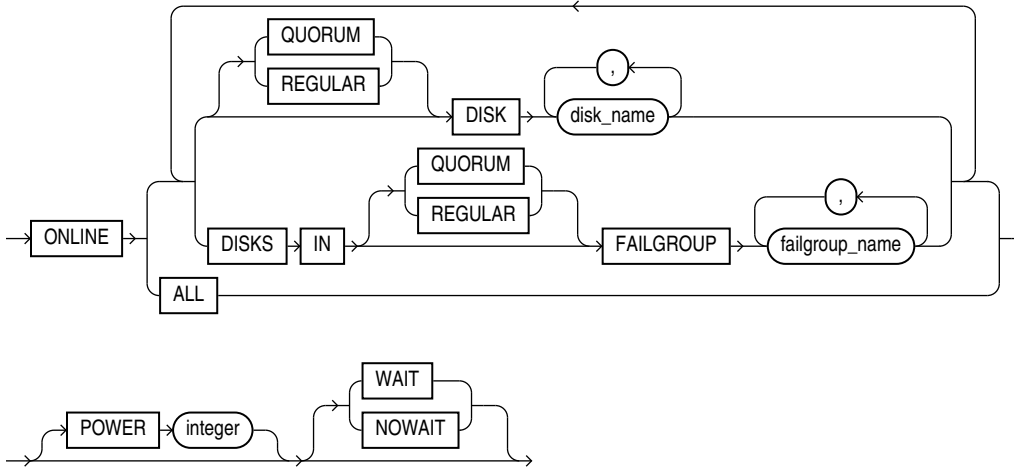 QUORUM
REGULAR
DISK
,
disk_name
ONLINE
DISKS
IN
QUORUM
REGULAR
FAILGROUP
,
failgroup_name
ALL
POWER
integer
WAIT
NOWAIT